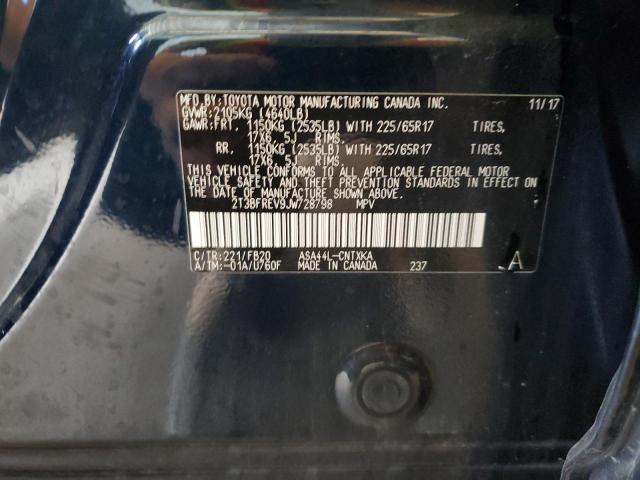 MFD. BY: TOYOTA MOTOR MANUFACTURING CANADA INC. 11/17
GVWR: 2105KG (4640LB)
GAWR: FRT. 1150KG (2535LB) WITH 225/65R17 TIRES,
17X6.5J RIMS.
RR. 1150KG (2535LB) WITH 225/65R17 TIRES,
17X6.5J RIMS.
THIS VEHICLE CONFORMS TO ALL APPLICABLE FEDERAL MOTOR
VEHICLE SAFETY AND THEFT PREVENTION STANDARDS IN EFFECT ON
THE DATE OF MANUFACTURE SHOWN ABOVE.
2T3BFREV9JW728798 MPV
C/TR: 221/FB20 ASA44L-CNTXKA
A/TM: -01A/U760F MADE IN CANADA 237 A